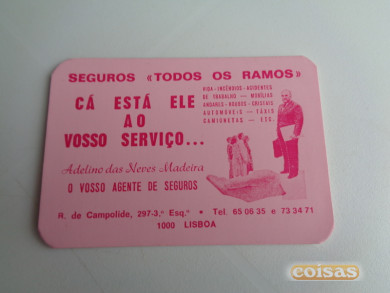 SEGUROS «TODOS OS RAMOS»
CÁ ESTÁ ELE
AO
VOSSO SERVIÇO...
VIDA - INCÊNDIOS - ACIDENTES
DE TRABALHO — MOBÍLIAS
ANDARES - ROUBOS - CRISTAIS
AUTOMÓVEIS — TAXIS
CAMIONETAS — ETC.
Adelino das Neves Madeira
O VOSSO AGENTE DE SEGUROS
R. de Campolide, 297-3.º Esq.º • Tel. 65 06 35 e 73 34 71
1000 LISBOA
coisas